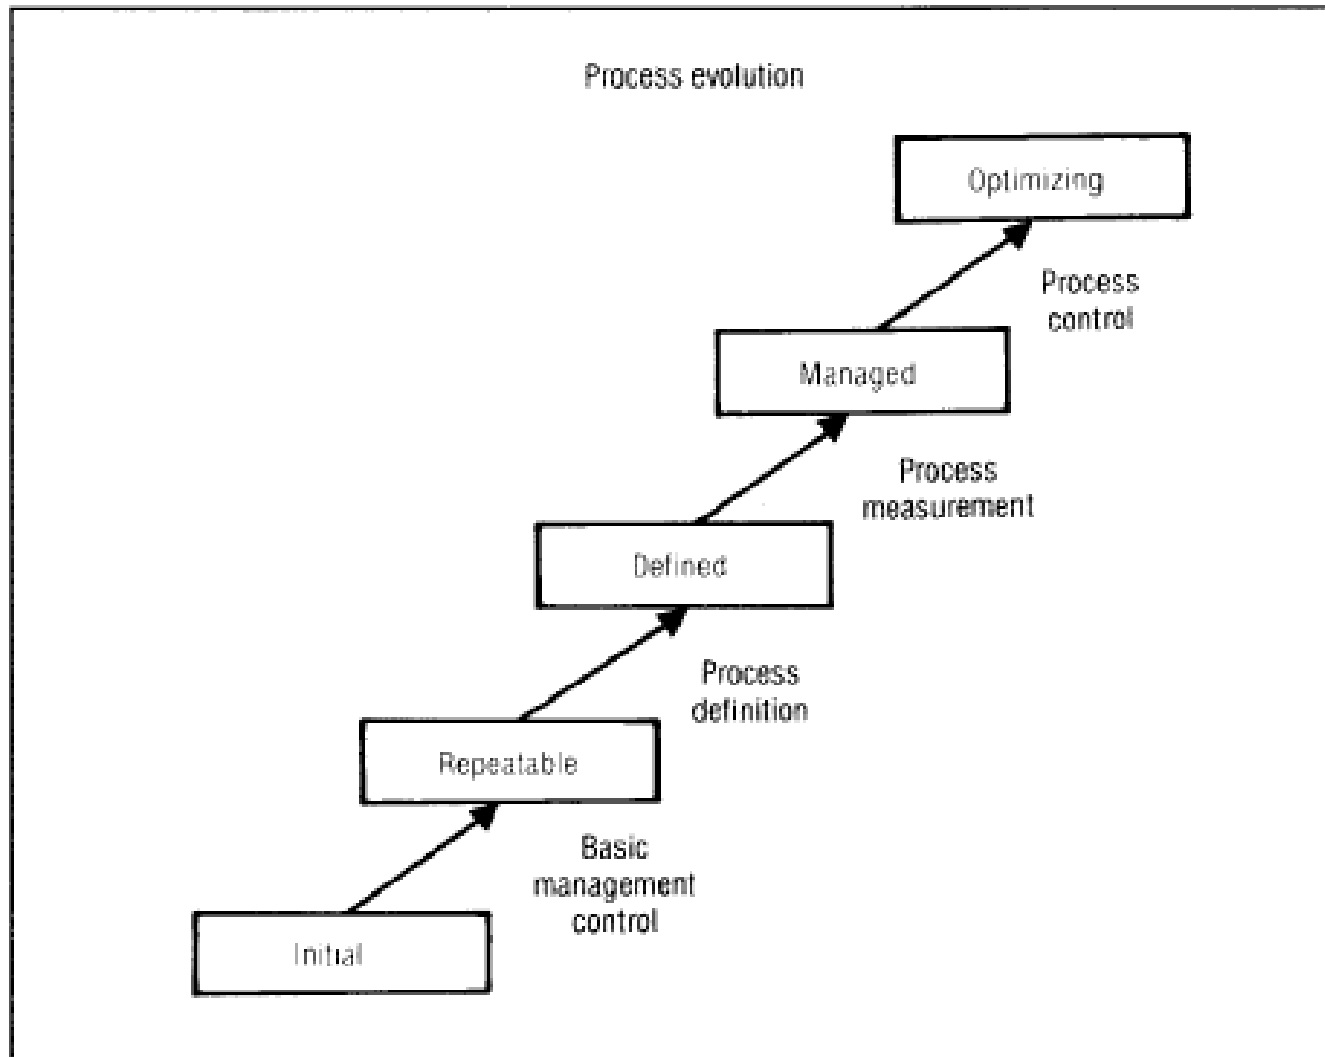 Process evolution
Optimizing
Process
control
Managed
Process
measurement
Defined
Process
definition
Repeatable
Basic
management
control
Initial